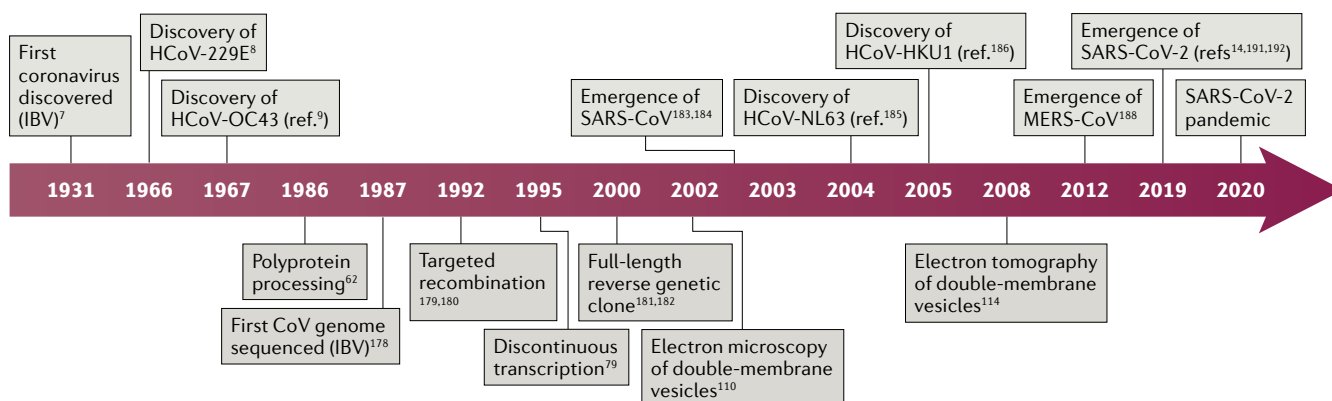 First
coronavirus
discovered
(IBV)7
Discovery of
HCoV-229E8
Discovery of
HCoV-OC43 (ref.9)
Emergence of
SARS-CoV183,184
Discovery of
HCoV-NL63 (ref.185)
Discovery of
HCoV-HKU1 (ref.186)
Emergence of
MERS-CoV188
Emergence of
SARS-CoV-2 (refs14,191,192)
SARS-CoV-2
pandemic
1931 1966 1967 1986 1987 1992 1995 2000 2002 2003 2004 2005 2008 2012 2019 2020
Polyprotein
processing62
First CoV genome
sequenced (IBV)178
Targeted
recombination
179,180
Discontinuous
transcription79
Full-length
reverse genetic
clone181,182
Electron microscopy
of double-membrane
vesicles110
Electron tomography
of double-membrane
vesicles114